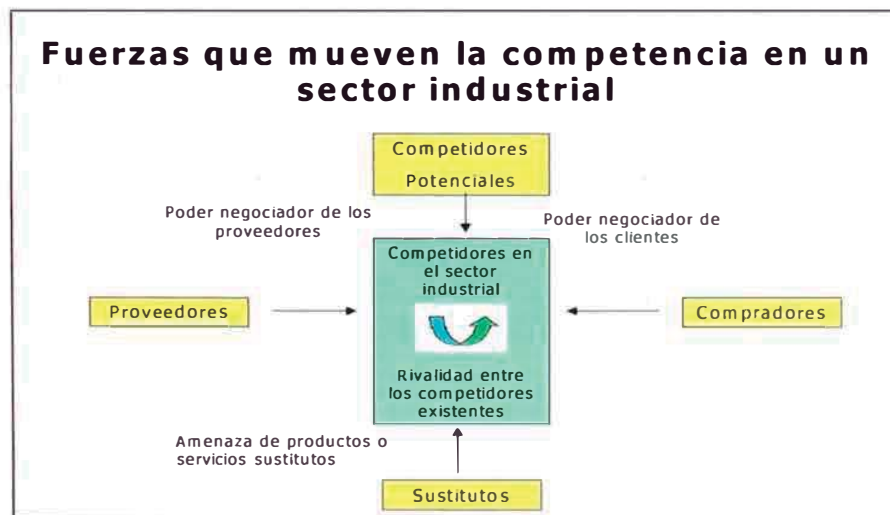 Fuerzas que mueven la competencia en un
sector industrial
Competidores
Potenciales
Poder negociador de los
proveedores
Poder negociador de
los clientes
Competidores en
el sector
industrial
Proveedores
Compradores
Rivalidad entre
los competidores
existentes
Amenaza de productos o
servicios sustitutos
Sustitutos